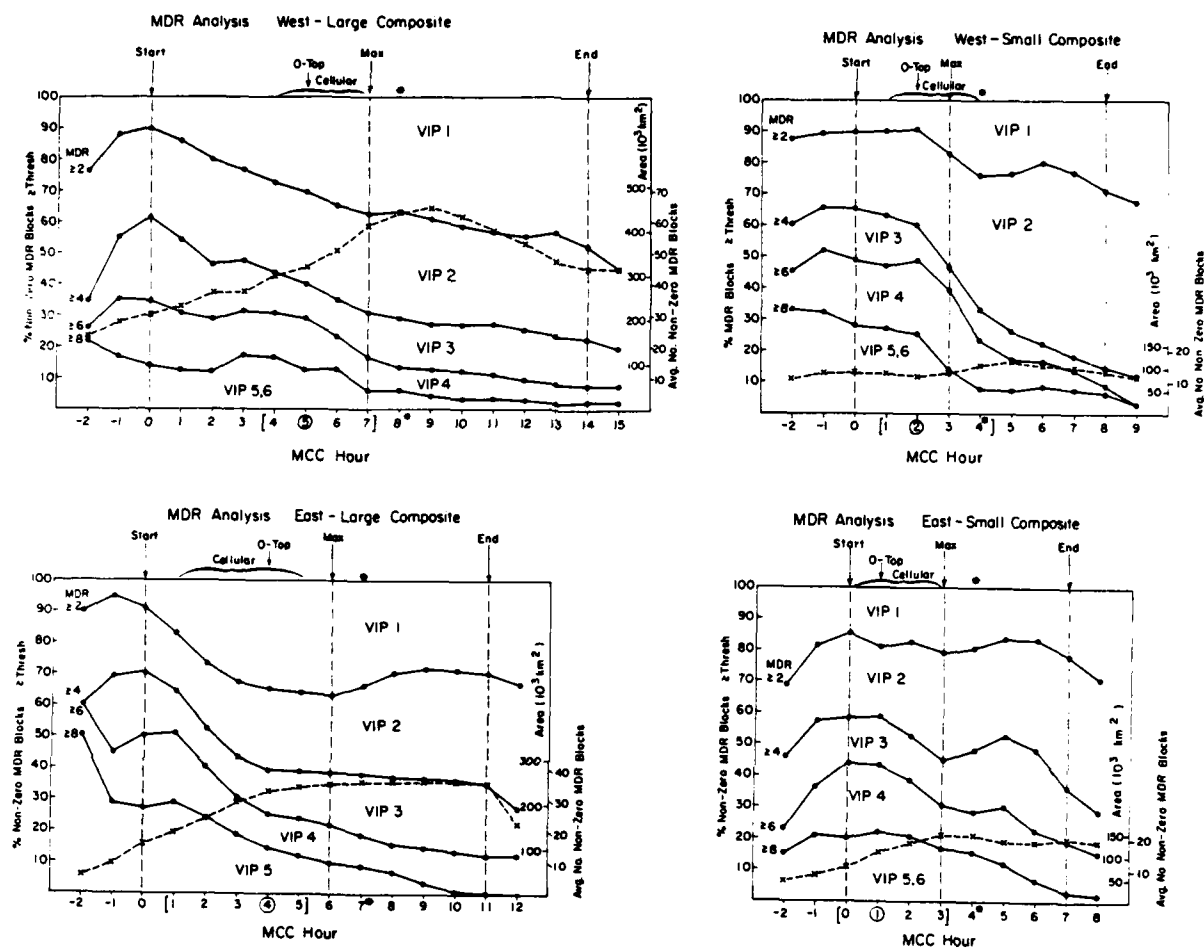 MDR Analysis West-Large Composite
Start
O-Top
Cellular
Max
End
100
90
80
70
60
50
40
30
20
10
MDR
≥2
≥4
≥6
≥8
VIP 1
VIP 2
VIP 3
VIP 4
VIP 5,6
% Non-Zero MDR Blocks ≥ Thresh
Area (10³ km²)
500
400
300
200
100
Avg. No. Non-Zero MDR Blocks
70
60
50
40
30
20
10
-2 -1 0 1 2 3 [4 5 6 7] 8 9 10 11 12 13 14 15
MCC Hour
MDR Analysis West-Small Composite
Start
O-Top
Cellular
Max
End
100
90
80
70
60
50
40
30
20
10
MDR
≥2
≥4
≥6
≥8
VIP 1
VIP 2
VIP 3
VIP 4
VIP 5,6
% MDR Blocks ≥ Thresh
Area (10³ km²)
150
100
50
Avg. No. Non-Zero MDR Blocks
20
10
-2 -1 0 [1 2 3 4] 5 6 7 8 9
MCC Hour
MDR Analysis East-Large Composite
Start
O-Top
Cellular
Max
End
100
90
80
70
60
50
40
30
20
10
MDR
≥2
≥4
≥6
≥8
VIP 1
VIP 2
VIP 3
VIP 4
VIP 5
% Non-Zero MDR Blocks ≥ Thresh
Area (10³ km²)
300
200
100
Avg. No. Non-Zero MDR Blocks
40
30
20
10
-2 -1 0 [1 2 3 4 5] 6 7 8 9 10 11 12
MCC Hour
MDR Analysis East-Small Composite
Start
O-Top
Cellular
Max
End
100
90
80
70
60
50
40
30
20
10
MDR
≥2
≥4
≥6
≥8
VIP 1
VIP 2
VIP 3
VIP 4
VIP 5,6
% Non-Zero MDR Blocks ≥ Thresh
Area (10³ km²)
150
100
50
Avg. No. Non-Zero MDR Blocks
20
10
-2 -1 [0 1 2 3] 4 5 6 7 8
MCC Hour